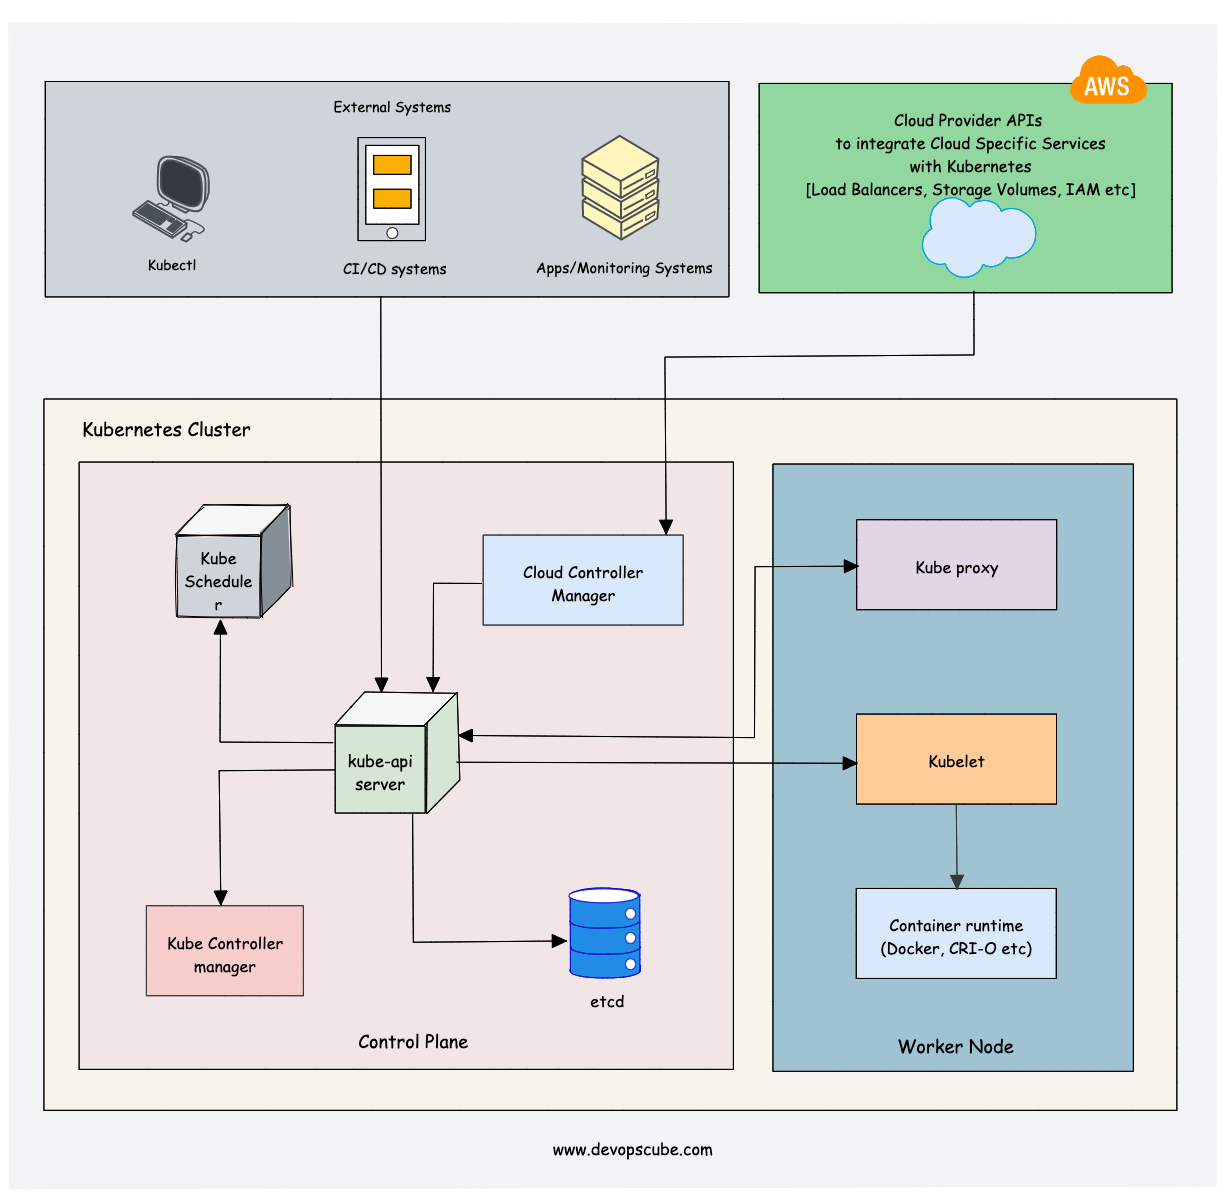 AWS
External Systems
Kubectl
CI/CD systems
Apps/Monitoring Systems
Cloud Provider APIs
to integrate Cloud Specific Services
with Kubernetes
[Load Balancers, Storage Volumes, IAM etc]
Kubernetes Cluster
Kube
Schedule
r
Cloud Controller
Manager
kube-api
server
Kube Controller
manager
etcd
Control Plane
Kube proxy
Kubelet
Container runtime
(Docker, CRI-O etc)
Worker Node
www.devopscube.com